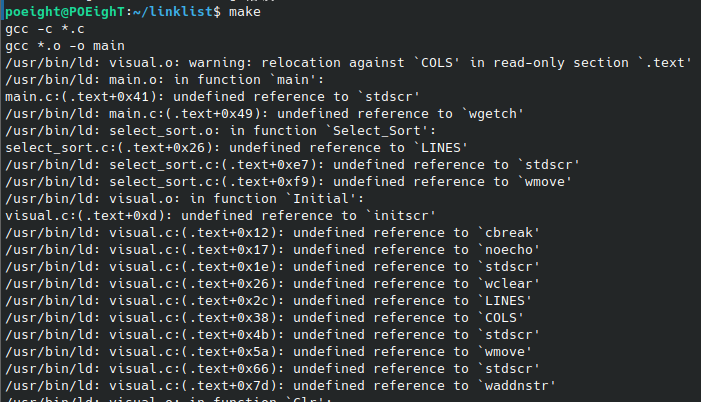 poeight@POEighT:~/linklist$ make
gcc -c *.c
gcc *.o -o main
/usr/bin/ld: visual.o: warning: relocation against `COLS' in read-only section `.text'
/usr/bin/ld: main.o: in function `main':
main.c:(.text+0x41): undefined reference to `stdscr'
/usr/bin/ld: main.c:(.text+0x49): undefined reference to `wgetch'
/usr/bin/ld: select_sort.o: in function `Select_Sort':
select_sort.c:(.text+0x26): undefined reference to `LINES'
/usr/bin/ld: select_sort.c:(.text+0xe7): undefined reference to `stdscr'
/usr/bin/ld: select_sort.c:(.text+0xf9): undefined reference to `wmove'
/usr/bin/ld: visual.o: in function `Initial':
visual.c:(.text+0xd): undefined reference to `initscr'
/usr/bin/ld: visual.c:(.text+0x12): undefined reference to `cbreak'
/usr/bin/ld: visual.c:(.text+0x17): undefined reference to `noecho'
/usr/bin/ld: visual.c:(.text+0x1e): undefined reference to `stdscr'
/usr/bin/ld: visual.c:(.text+0x26): undefined reference to `wclear'
/usr/bin/ld: visual.c:(.text+0x2c): undefined reference to `LINES'
/usr/bin/ld: visual.c:(.text+0x38): undefined reference to `COLS'
/usr/bin/ld: visual.c:(.text+0x4b): undefined reference to `stdscr'
/usr/bin/ld: visual.c:(.text+0x5a): undefined reference to `wmove'
/usr/bin/ld: visual.c:(.text+0x66): undefined reference to `stdscr'
/usr/bin/ld: visual.c:(.text+0x7d): undefined reference to `waddnstr'
/usr/bin/ld: visual.o: in function `Clr':